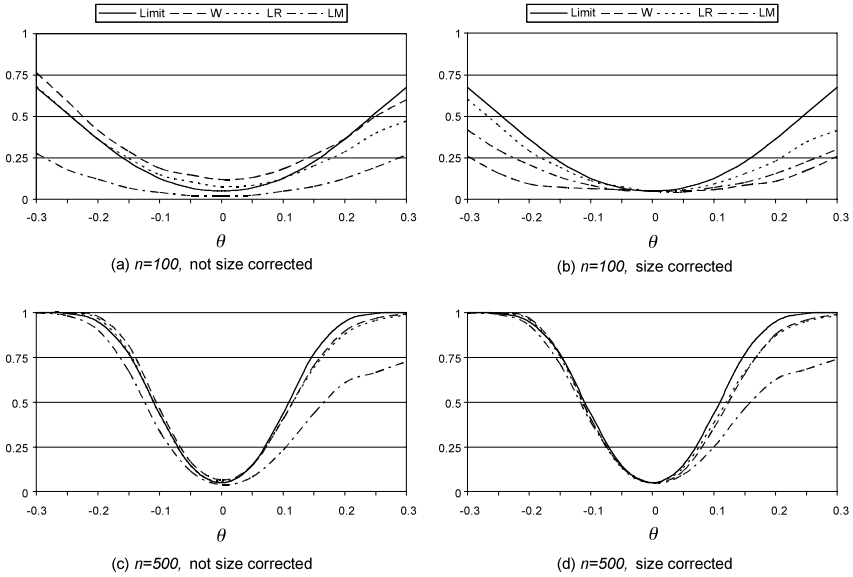 Limit W LR LM
1
0.75
0.5
0.25
0
-0.3 -0.2 -0.1 0 0.1 0.2 0.3
θ
(a) n=100, not size corrected
Limit W LR LM
1
0.75
0.5
0.25
0
-0.3 -0.2 -0.1 0 0.1 0.2 0.3
θ
(b) n=100, size corrected
1
0.75
0.5
0.25
0
-0.3 -0.2 -0.1 0 0.1 0.2 0.3
θ
(c) n=500, not size corrected
1
0.75
0.5
0.25
0
-0.3 -0.2 -0.1 0 0.1 0.2 0.3
θ
(d) n=500, size corrected